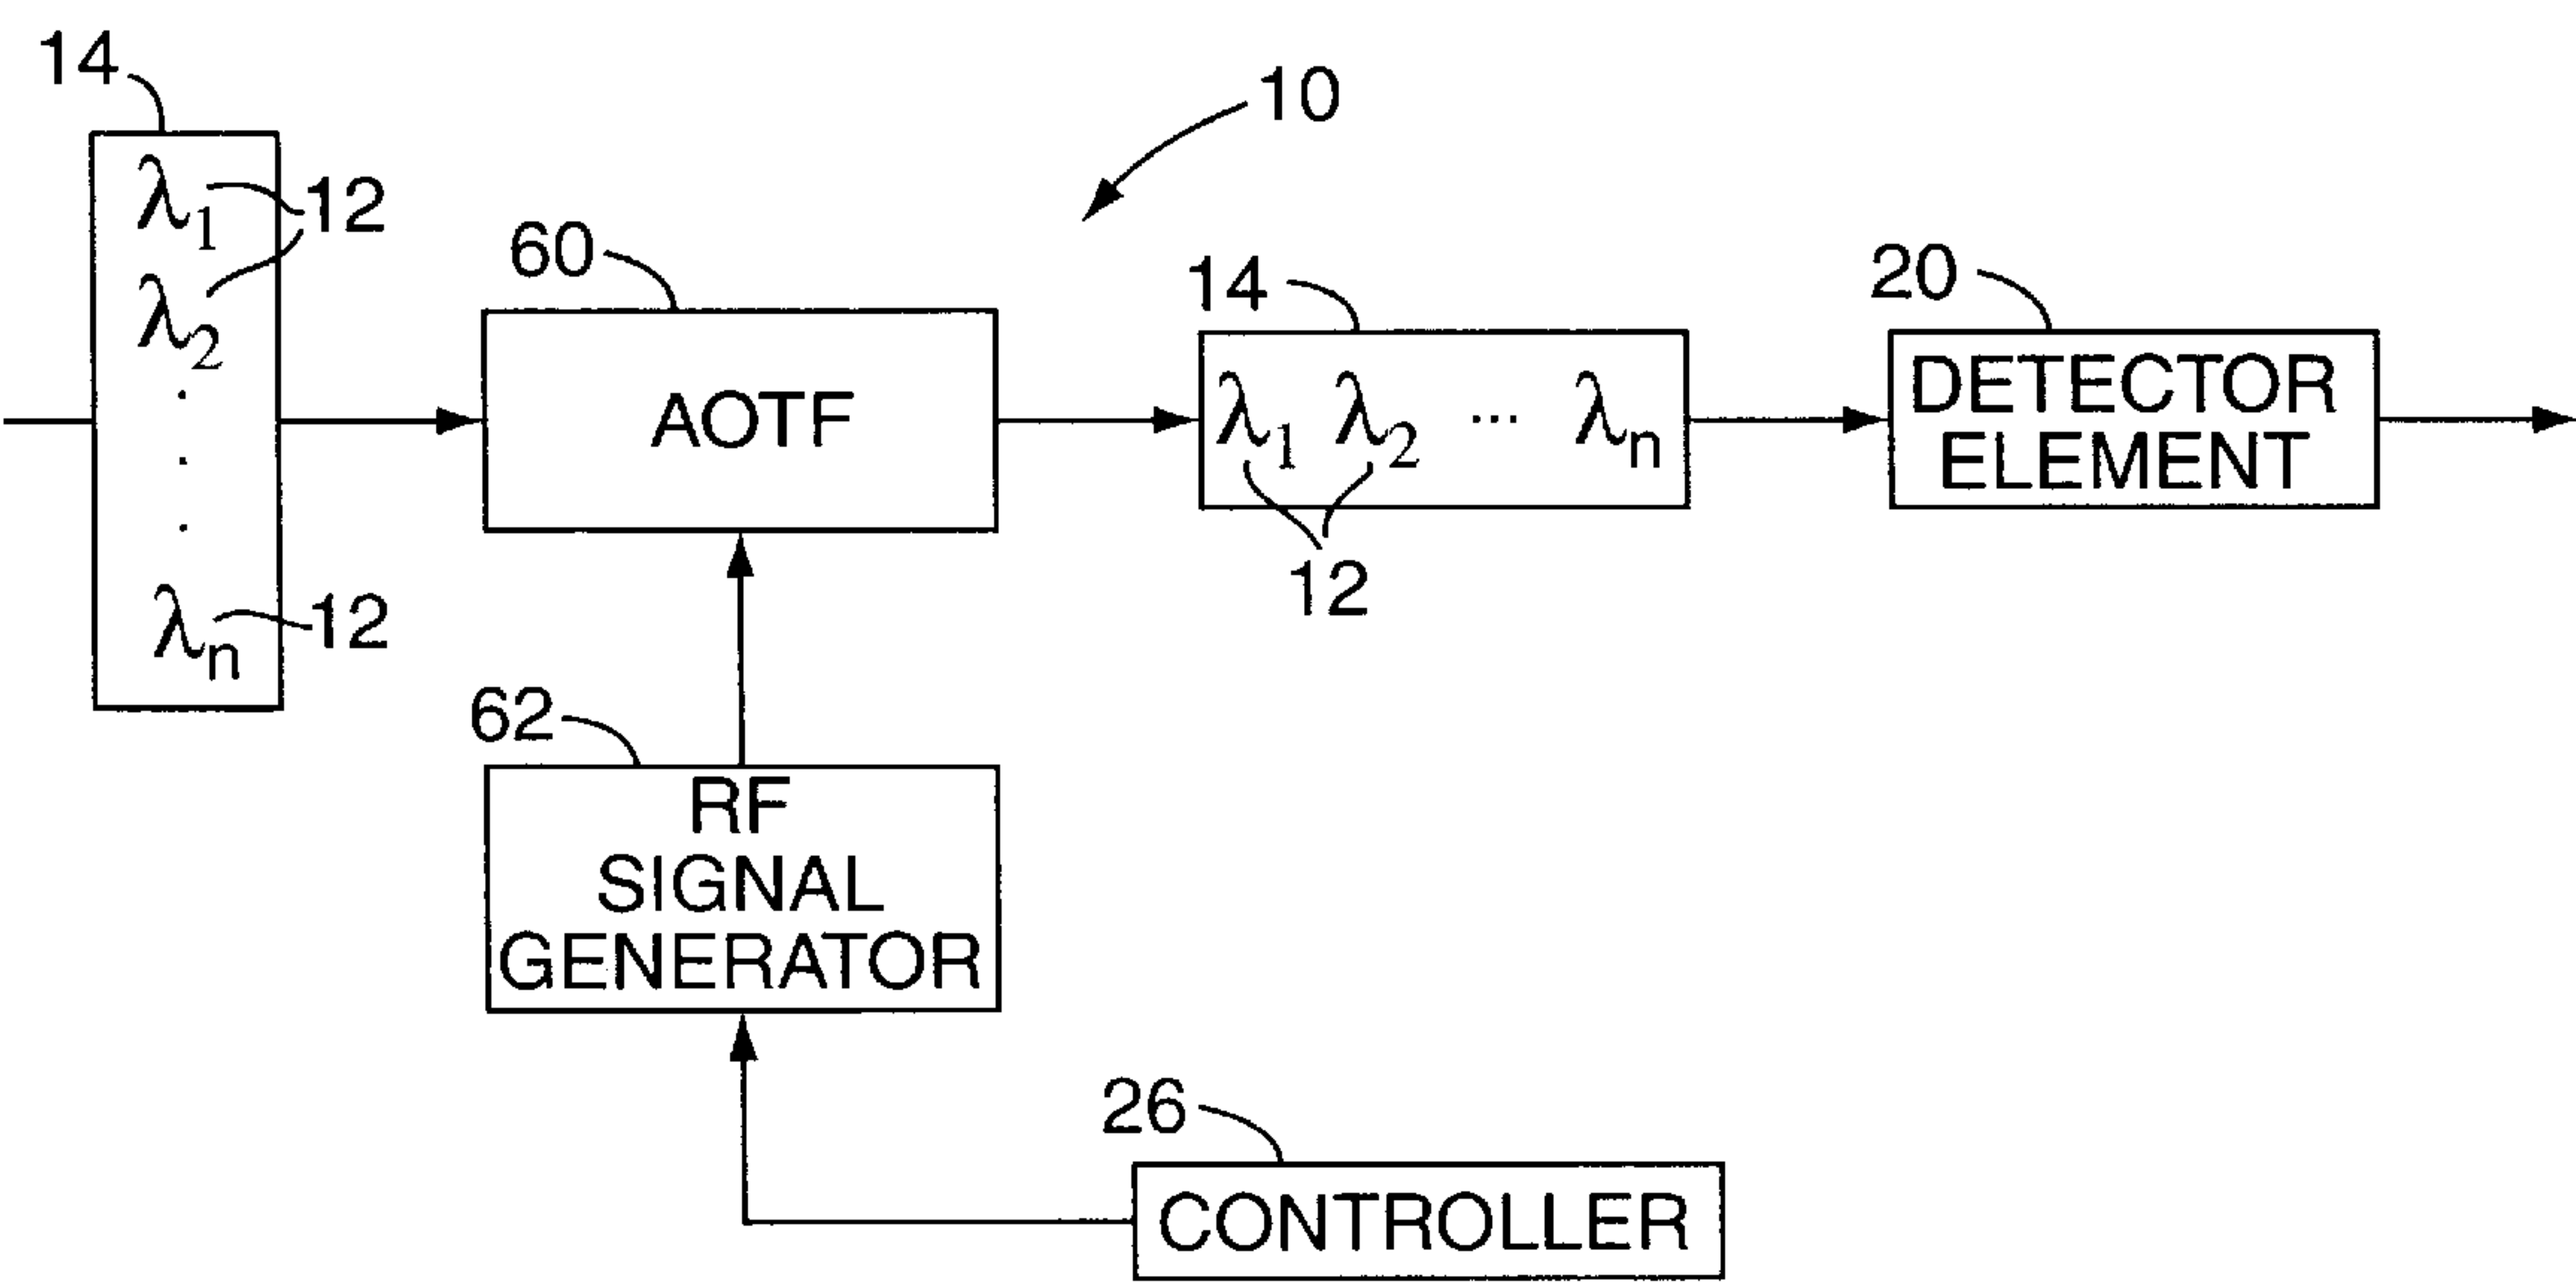 14
10
λ1
12
λ2
.
.
.
λn
12
60
AOTF
14
λ1 λ2 ... λn
12
20
DETECTOR
ELEMENT
62
RF
SIGNAL
GENERATOR
26
CONTROLLER